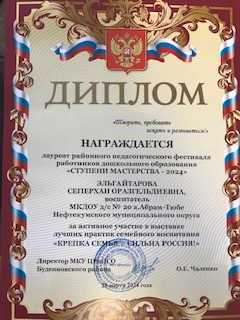 ДИПЛОМ
«Творить, пробовать
искать и развиваться!»
НАГРАЖДАЕТСЯ
лауреат районного педагогического фестиваля
работников дошкольного образования
«СТУПЕНИ МАСТЕРСТВА - 2024»
ЭЛЬГАЙТАРОВА
СЕПЕРХАН ОРАЗГЕЛЬДИЕВНА,
воспитатель
МКДОУ д/с № 20 а.Абрам-Тюбе
Нефтекумского муниципального округа
за активное участие в выставке
лучших практик семейного воспитания
«КРЕПКА СЕМЬЯ – СИЛЬНА РОССИЯ!»
Директор МКУ
Буденновского района
О.Е. Чаленко
марта 2024 года